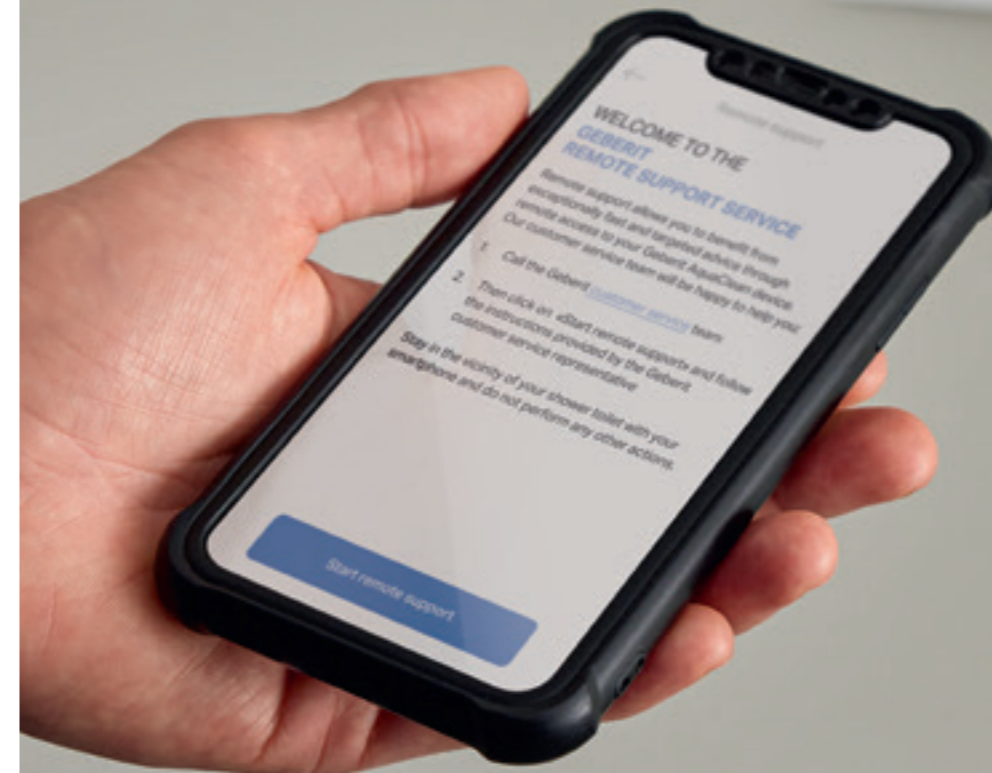 Remote support
WELCOME TO THE
GEBERIT
REMOTE SUPPORT SERVICE
Remote support allows you to benefit from
exceptionally fast and targeted advice through
remote access to your Geberit AquaClean device.
Our customer service team will be happy to help you:
1. Call the Geberit customer service team
2. Then click on «Start remote support» and follow
the instructions provided by the Geberit
customer service representative
Stay in the vicinity of your shower toilet with your
smartphone and do not perform any other actions.
Start remote support